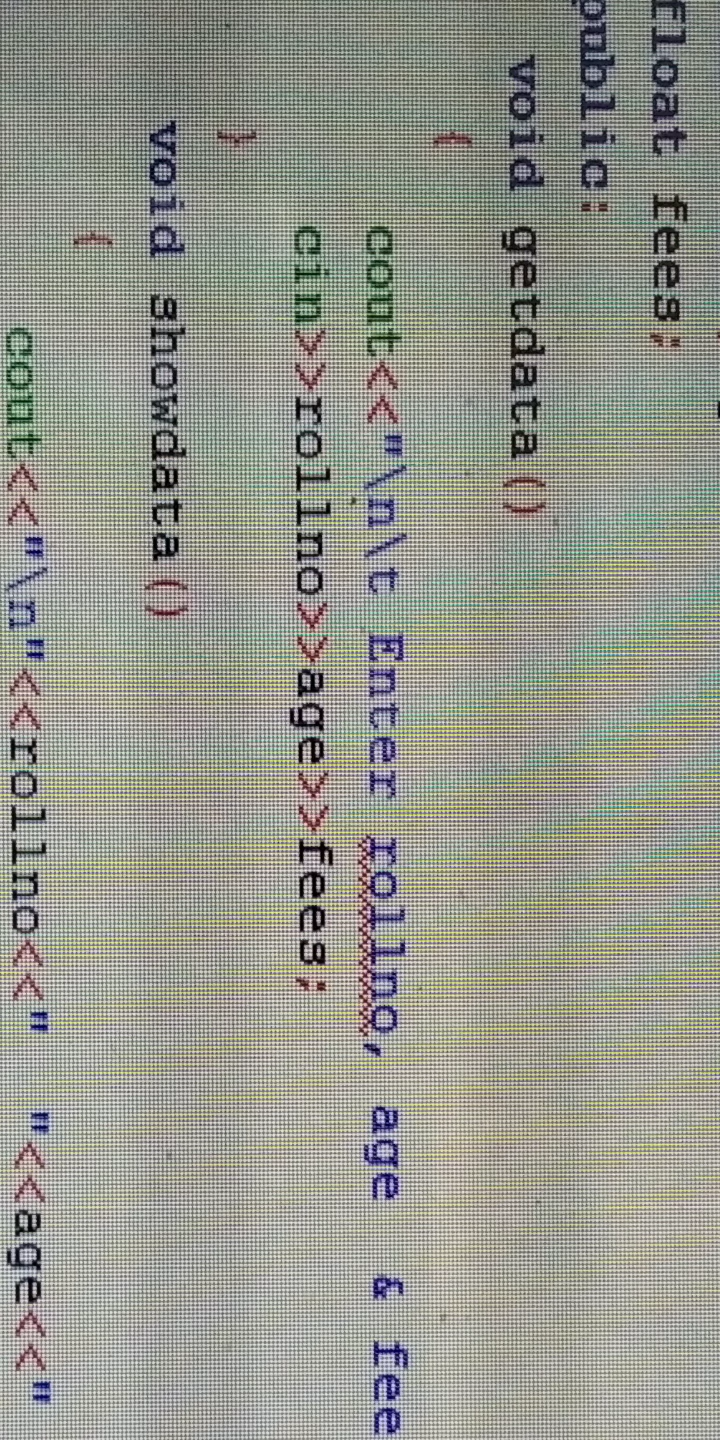 float fees;
public:
void getdata()
{
cout<<"\n\t Enter rollno, age & fee
cin>>rollno>>age>>fees;
}
void showdata()
{
cout<<"\n"<<rollno<<" "<<age<<"